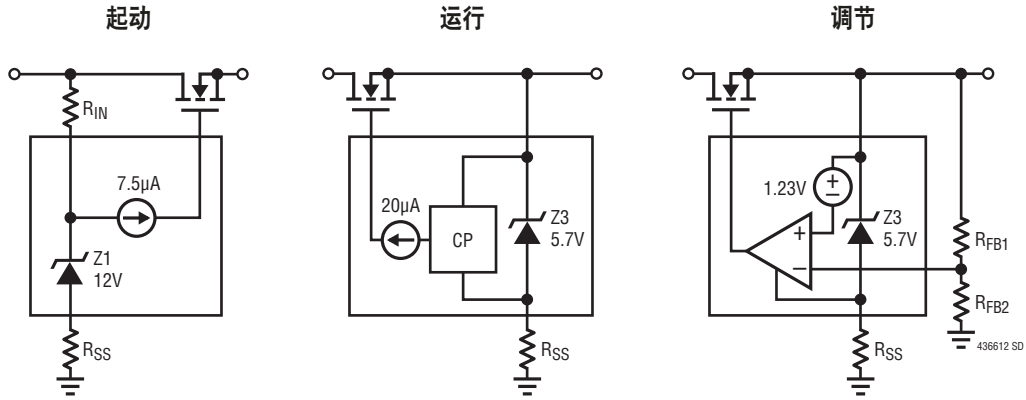 起动
R_IN
7.5µA
Z1
12V
R_SS
运行
20µA
CP
Z3
5.7V
R_SS
调节
1.23V
+
−
+
−
Z3
5.7V
R_FB1
R_FB2
R_SS
436612 SD